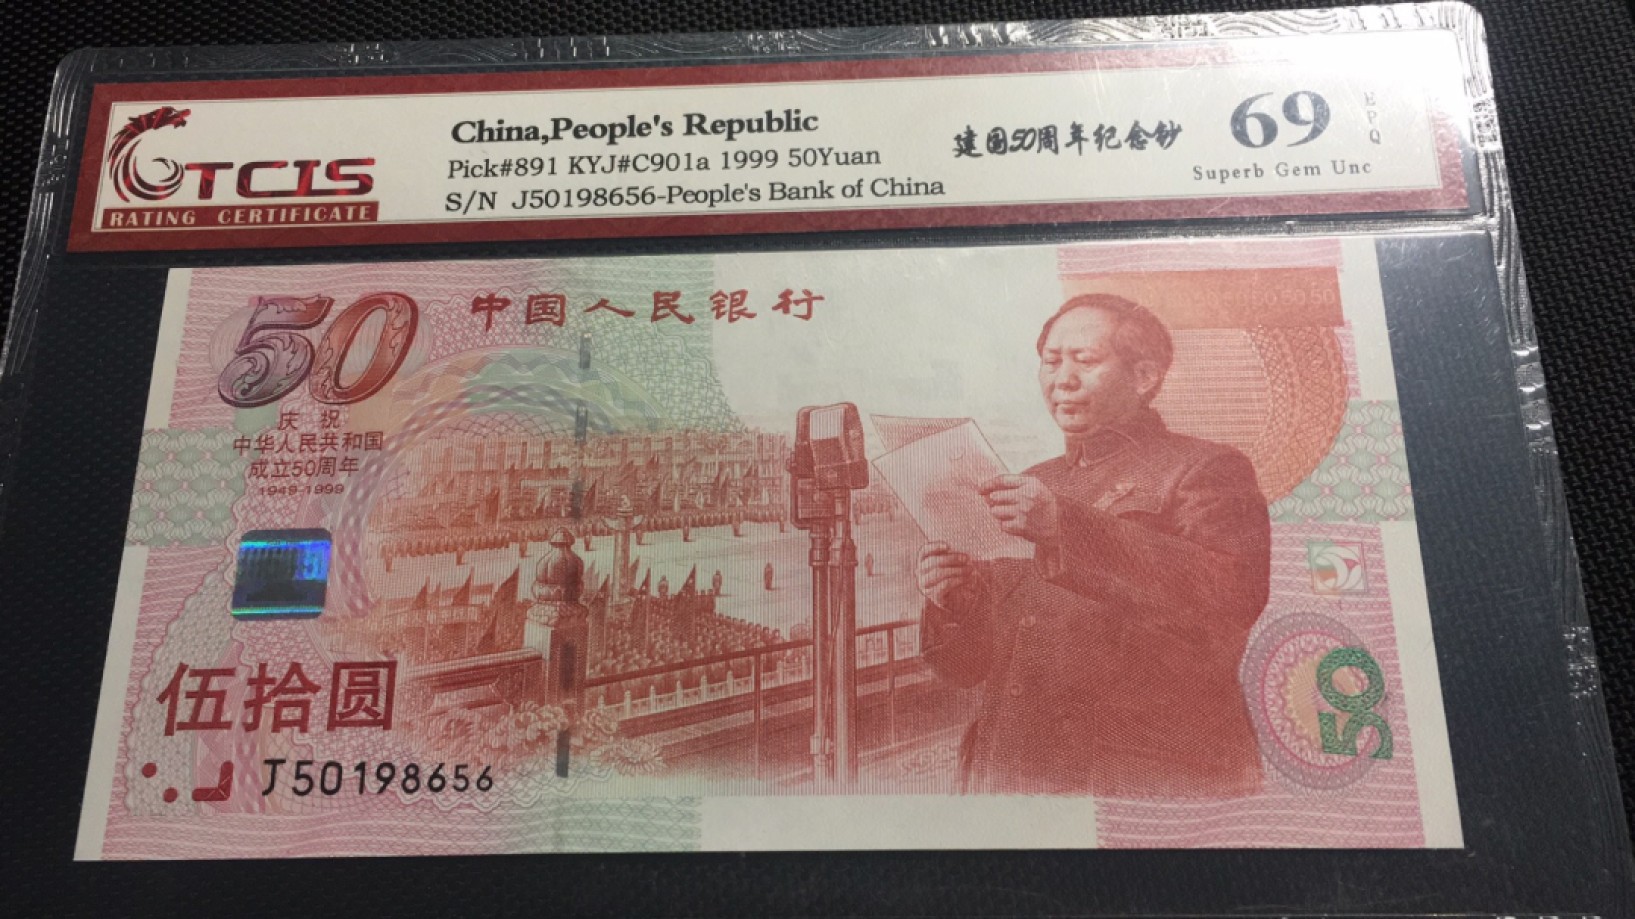 TCIS
RATING CERTIFICATE
China,People's Republic
Pick#891 KYJ#C901a 1999 50Yuan
S/N J50198656-People's Bank of China
建国50周年纪念钞
69
EPQ
Superb Gem Unc
50
中国人民银行
50 50 50
庆祝
中华人民共和国
成立50周年
1949-1999
伍拾圆
J50198656
50